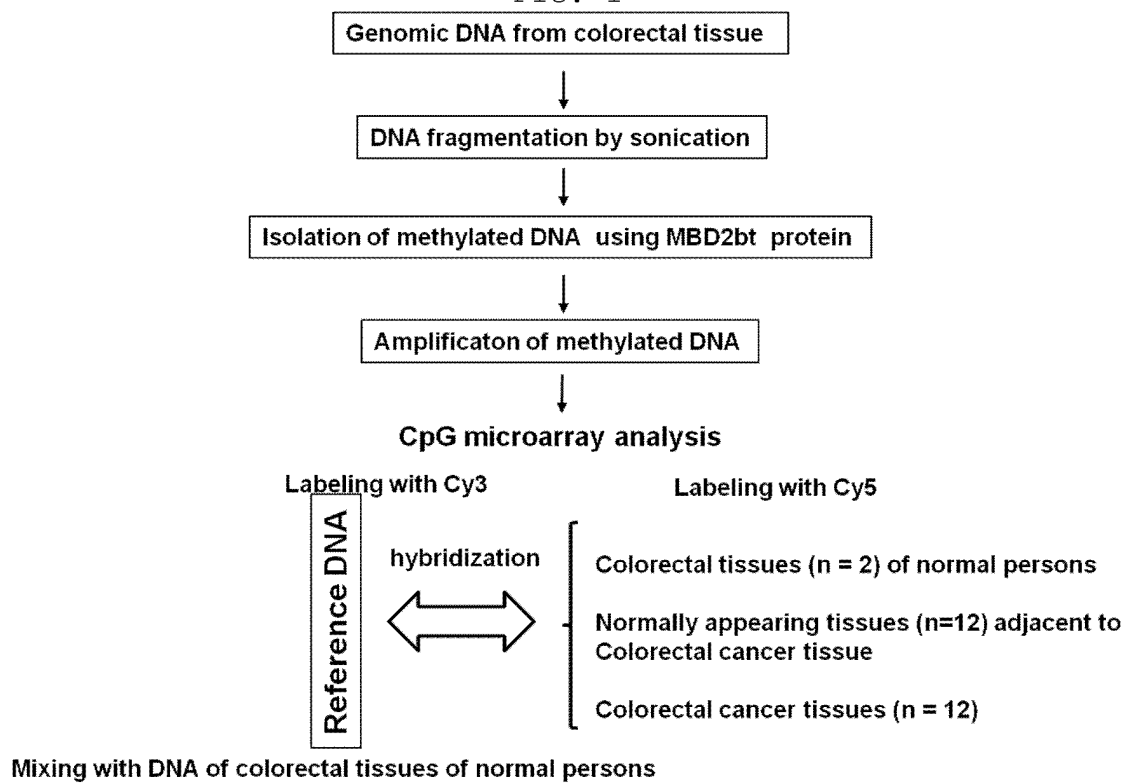 Genomic DNA from colorectal tissue
DNA fragmentation by sonication
Isolation of methylated DNA using MBD2bt protein
Amplificaton of methylated DNA
CpG microarray analysis
Labeling with Cy3
Labeling with Cy5
Reference DNA
hybridization
Colorectal tissues (n = 2) of normal persons
Normally appearing tissues (n=12) adjacent to
Colorectal cancer tissue
Colorectal cancer tissues (n = 12)
Mixing with DNA of colorectal tissues of normal persons